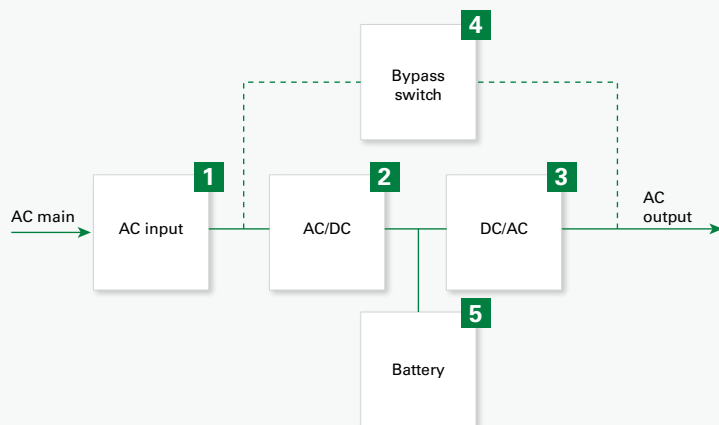 4
Bypass
switch
1
2
3
AC main
AC input
AC/DC
DC/AC
AC
output
5
Battery